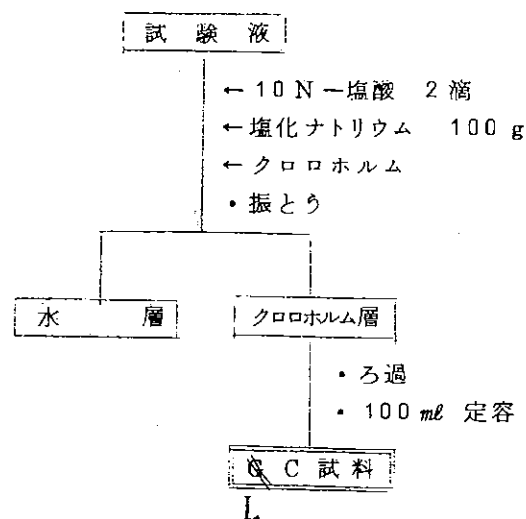 試験液
←10N－塩酸　2滴
←塩化ナトリウム　100g
←クロロホルム
・振とう
水層
クロロホルム層
・ろ過
・100ml 定容
GC試料
L